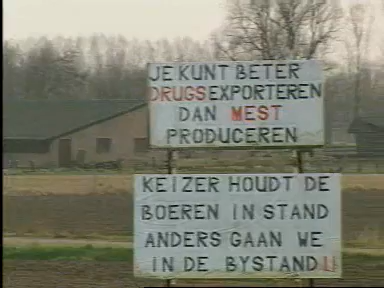 JE KUNT BETER
DRUGS EXPORTEREN
DAN MEST
PRODUCEREN
KEIZER HOUDT DE
BOEREN IN STAND
ANDERS GAAN WE
IN DE BYSTAND!!